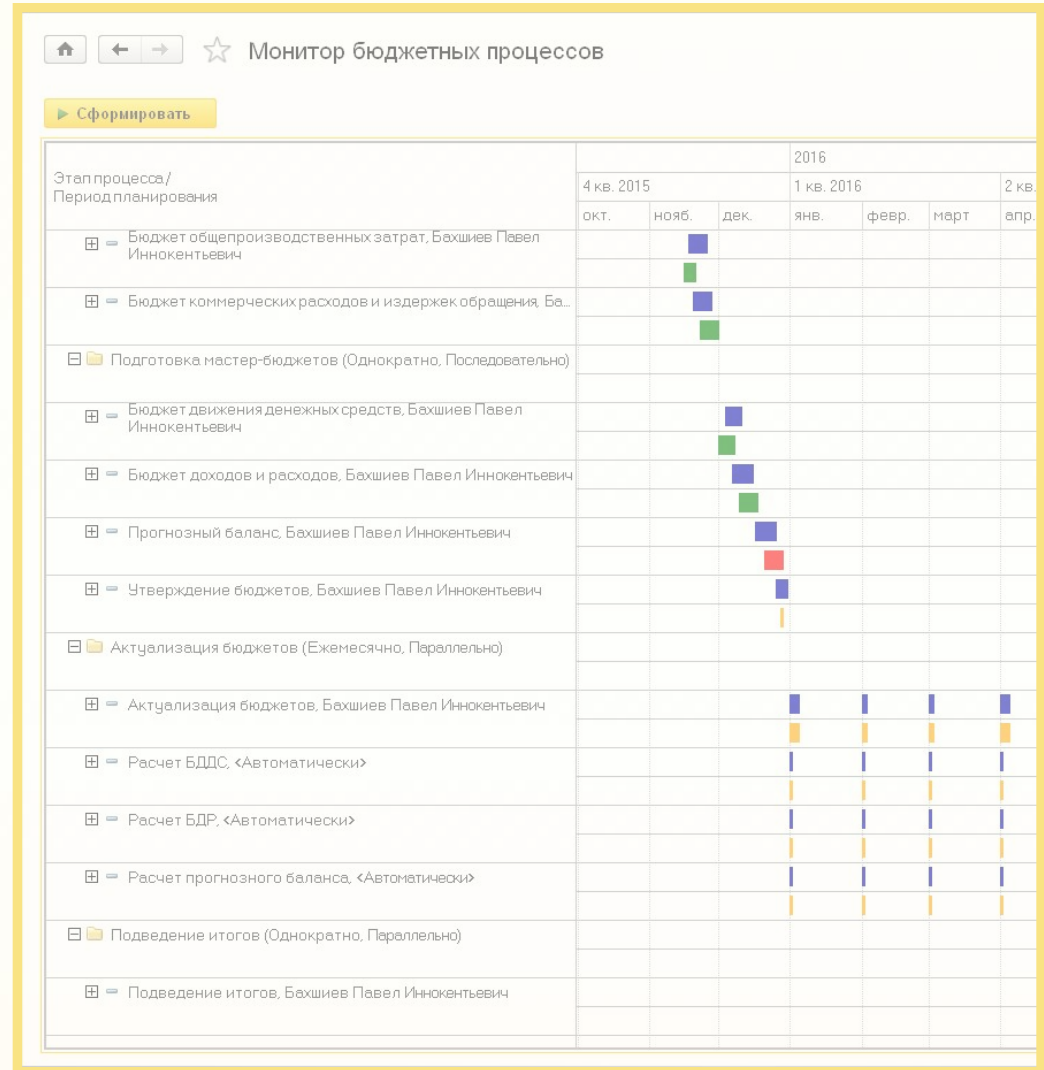 Монитор бюджетных процессов
Сформировать
Этап процесса/
Период планирования
2016
4 кв. 2015
1 кв. 2016
2 кв.
окт.
нояб.
дек.
янв.
февр.
март
апр.
Бюджет общепроизводственных затрат, Бахшиев Павел
Иннокентьевич
Бюджет коммерческих расходов и издержек обращения, Ба...
Подготовка мастер-бюджетов (Однократно, Последовательно)
Бюджет движения денежных средств, Бахшиев Павел
Иннокентьевич
Бюджет доходов и расходов, Бахшиев Павел Иннокентьевич
Прогнозный баланс, Бахшиев Павел Иннокентьевич
Утверждение бюджетов, Бахшиев Павел Иннокентьевич
Актуализация бюджетов (Ежемесячно, Параллельно)
Актуализация бюджетов, Бахшиев Павел Иннокентьевич
Расчет БДДС, <Автоматически>
Расчет БДР, <Автоматически>
Расчет прогнозного баланса, <Автоматически>
Подведение итогов (Однократно, Параллельно)
Подведение итогов, Бахшиев Павел Иннокентьевич